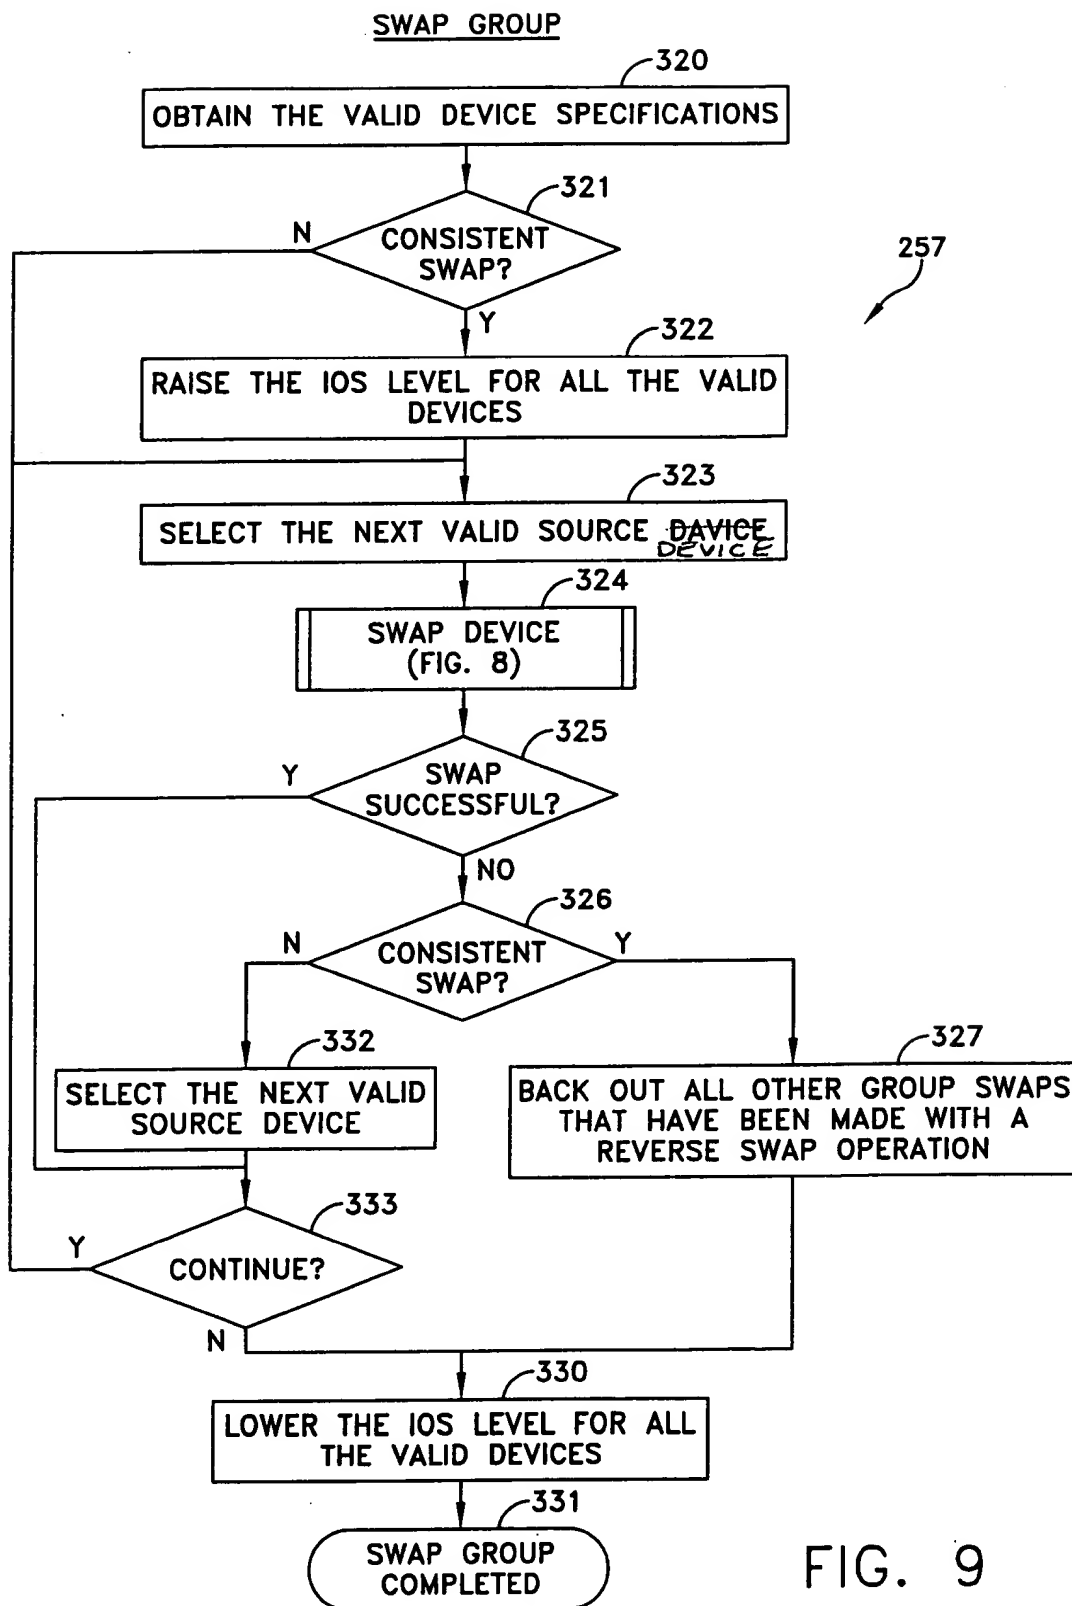 SWAP GROUP
320
OBTAIN THE VALID DEVICE SPECIFICATIONS
321
N
CONSISTENT
SWAP?
257
Y
322
RAISE THE IOS LEVEL FOR ALL THE VALID
DEVICES
323
SELECT THE NEXT VALID SOURCE DAVICE
DEVICE
324
SWAP DEVICE
(FIG. 8)
325
Y
SWAP
SUCCESSFUL?
NO
326
N
CONSISTENT
SWAP?
Y
332
SELECT THE NEXT VALID
SOURCE DEVICE
327
BACK OUT ALL OTHER GROUP SWAPS
THAT HAVE BEEN MADE WITH A
REVERSE SWAP OPERATION
333
Y
CONTINUE?
N
330
LOWER THE IOS LEVEL FOR ALL
THE VALID DEVICES
331
SWAP GROUP
COMPLETED
FIG. 9